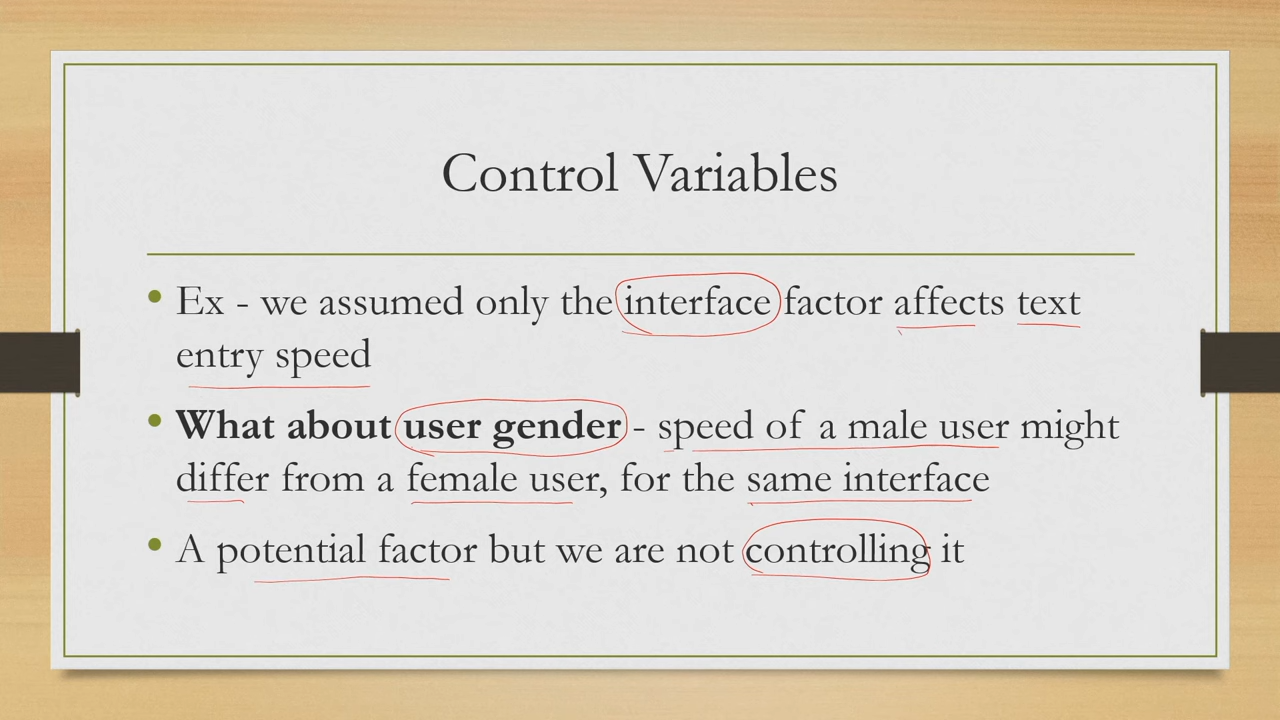 Control Variables
• Ex - we assumed only the interface factor affects text
entry speed
• What about user gender - speed of a male user might
differ from a female user, for the same interface
• A potential factor but we are not controlling it